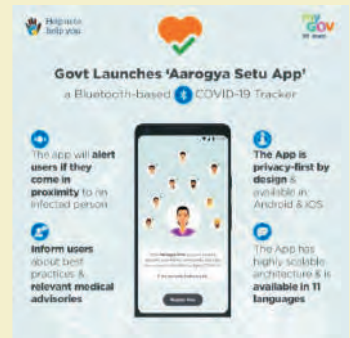 Help us to
help you
my
GOV
Govt Launches 'Aarogya Setu App'
a Bluetooth-based COVID-19 Tracker
The app will alert
users if they
come in
proximity to an
infected person
The App is
privacy-first by
design &
available in
Android & iOS
Inform users
about best
practices &
relevant medical
advisories
The App has
highly scalable
architecture & is
available in 11
languages
Register Now